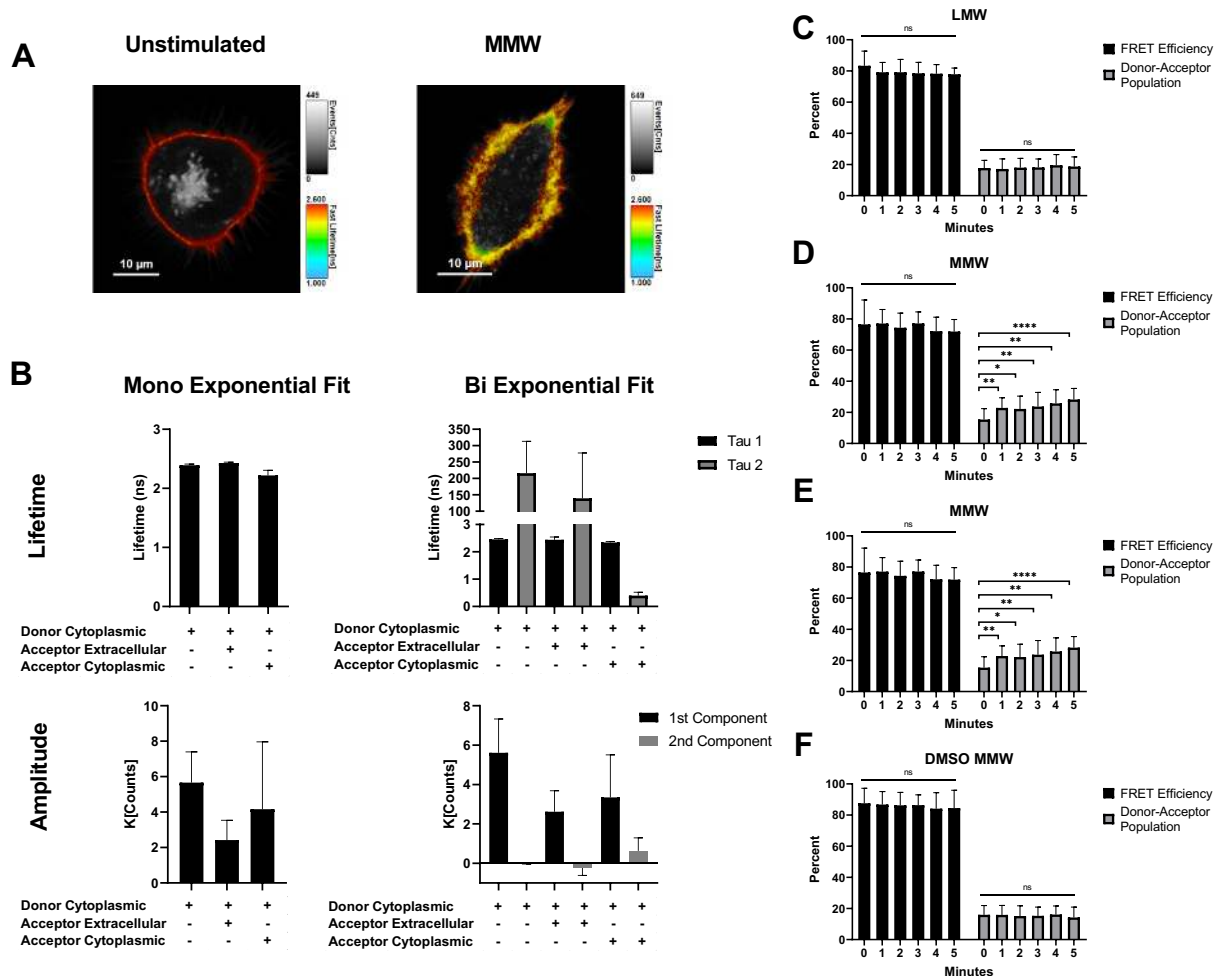 A
Unstimulated
MMW
449
Events[Cnts]
0
2.600
Fast Lifetime[ns]
1.000
10 µm
649
Events[Cnts]
0
2.600
Fast Lifetime[ns]
1.000
10 µm
B
Mono Exponential Fit
Bi Exponential Fit
Lifetime
Lifetime (ns)
3
2
1
0
Donor Cytoplasmic + + +
Acceptor Extracellular - + -
Acceptor Cytoplasmic - - +
Lifetime (ns)
350
300
250
200
150
100
3
2
1
0
Tau 1
Tau 2
Donor Cytoplasmic + + + + + +
Acceptor Extracellular - - + + - -
Acceptor Cytoplasmic - - - - + +
Amplitude
K[Counts]
10
8
6
4
2
0
Donor Cytoplasmic + + +
Acceptor Extracellular - + -
Acceptor Cytoplasmic - - +
K[Counts]
8
6
4
2
0
1st Component
2nd Component
Donor Cytoplasmic + + + + + +
Acceptor Extracellular - - + + - -
Acceptor Cytoplasmic - - - - + +
C
LMW
Percent
100
80
60
40
20
0
ns
ns
0 1 2 3 4 5 0 1 2 3 4 5
Minutes
FRET Efficiency
Donor-Acceptor
Population
D
MMW
Percent
100
80
60
40
20
0
ns
****
**
**
*
**
0 1 2 3 4 5 0 1 2 3 4 5
Minutes
FRET Efficiency
Donor-Acceptor
Population
E
MMW
Percent
100
80
60
40
20
0
ns
****
**
**
*
**
0 1 2 3 4 5 0 1 2 3 4 5
Minutes
FRET Efficiency
Donor-Acceptor
Population
F
DMSO MMW
Percent
100
80
60
40
20
0
ns
ns
0 1 2 3 4 5 0 1 2 3 4 5
Minutes
FRET Efficiency
Donor-Acceptor
Population